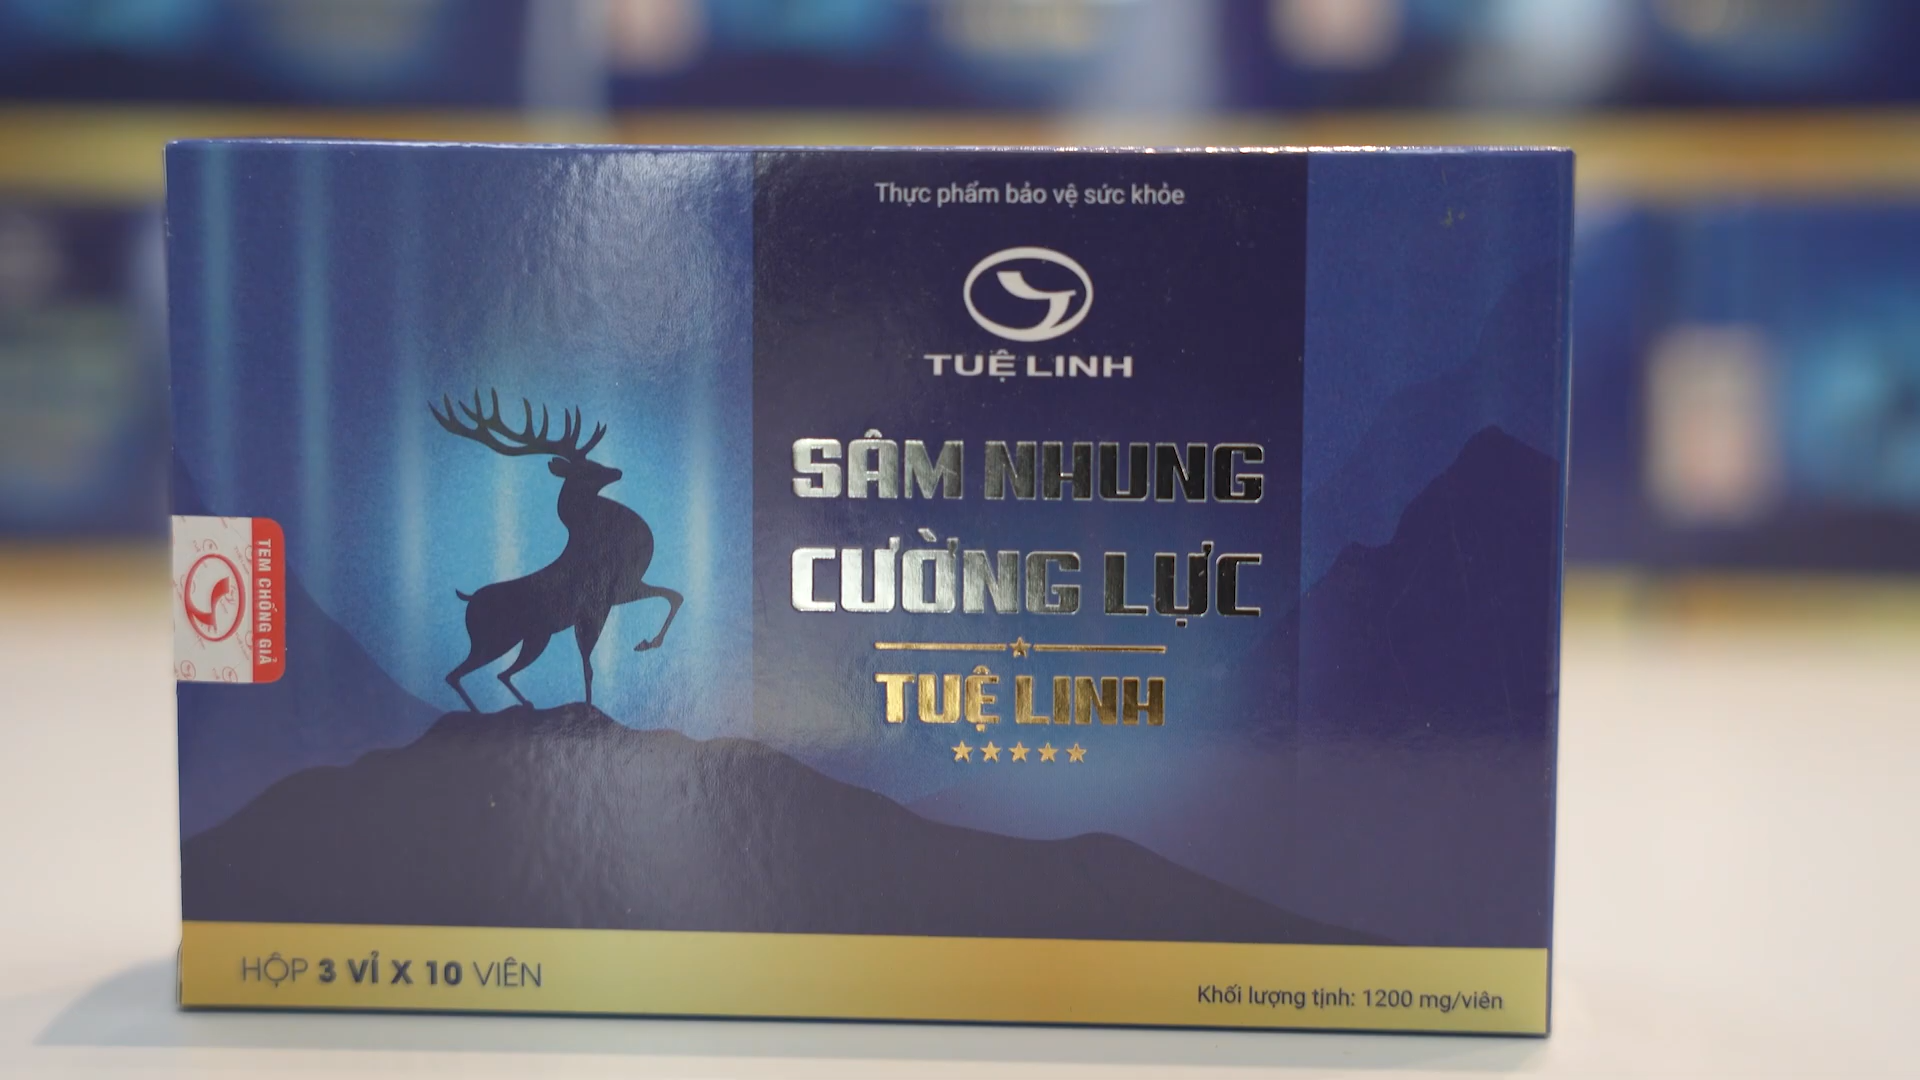 Thực phẩm bảo vệ sức khỏe
TUỆ LINH
SÂM NHUNG
CƯỜNG LỰC
TUỆ LINH
TEM CHỐNG GIẢ
HỘP 3 VỈ X 10 VIÊN
Khối lượng tịnh: 1200 mg/viên